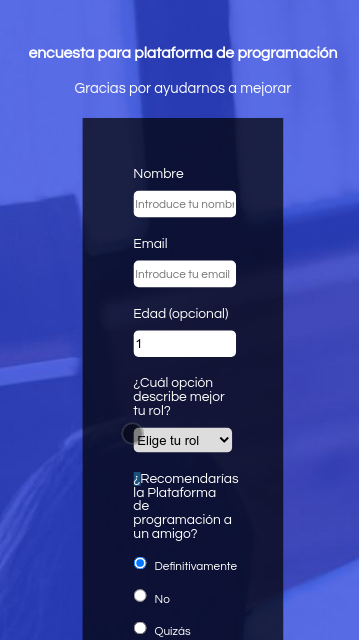 encuesta para plataforma de programación
Gracias por ayudarnos a mejorar
Nombre
Introduce tu nombr
Email
Introduce tu email
Edad (opcional)
1
¿Cuál opción
describe mejor
tu rol?
Elige tu rol
¿Recomendarías
la Plataforma
de
programación a
un amigo?
Definitivamente
No
Quizás